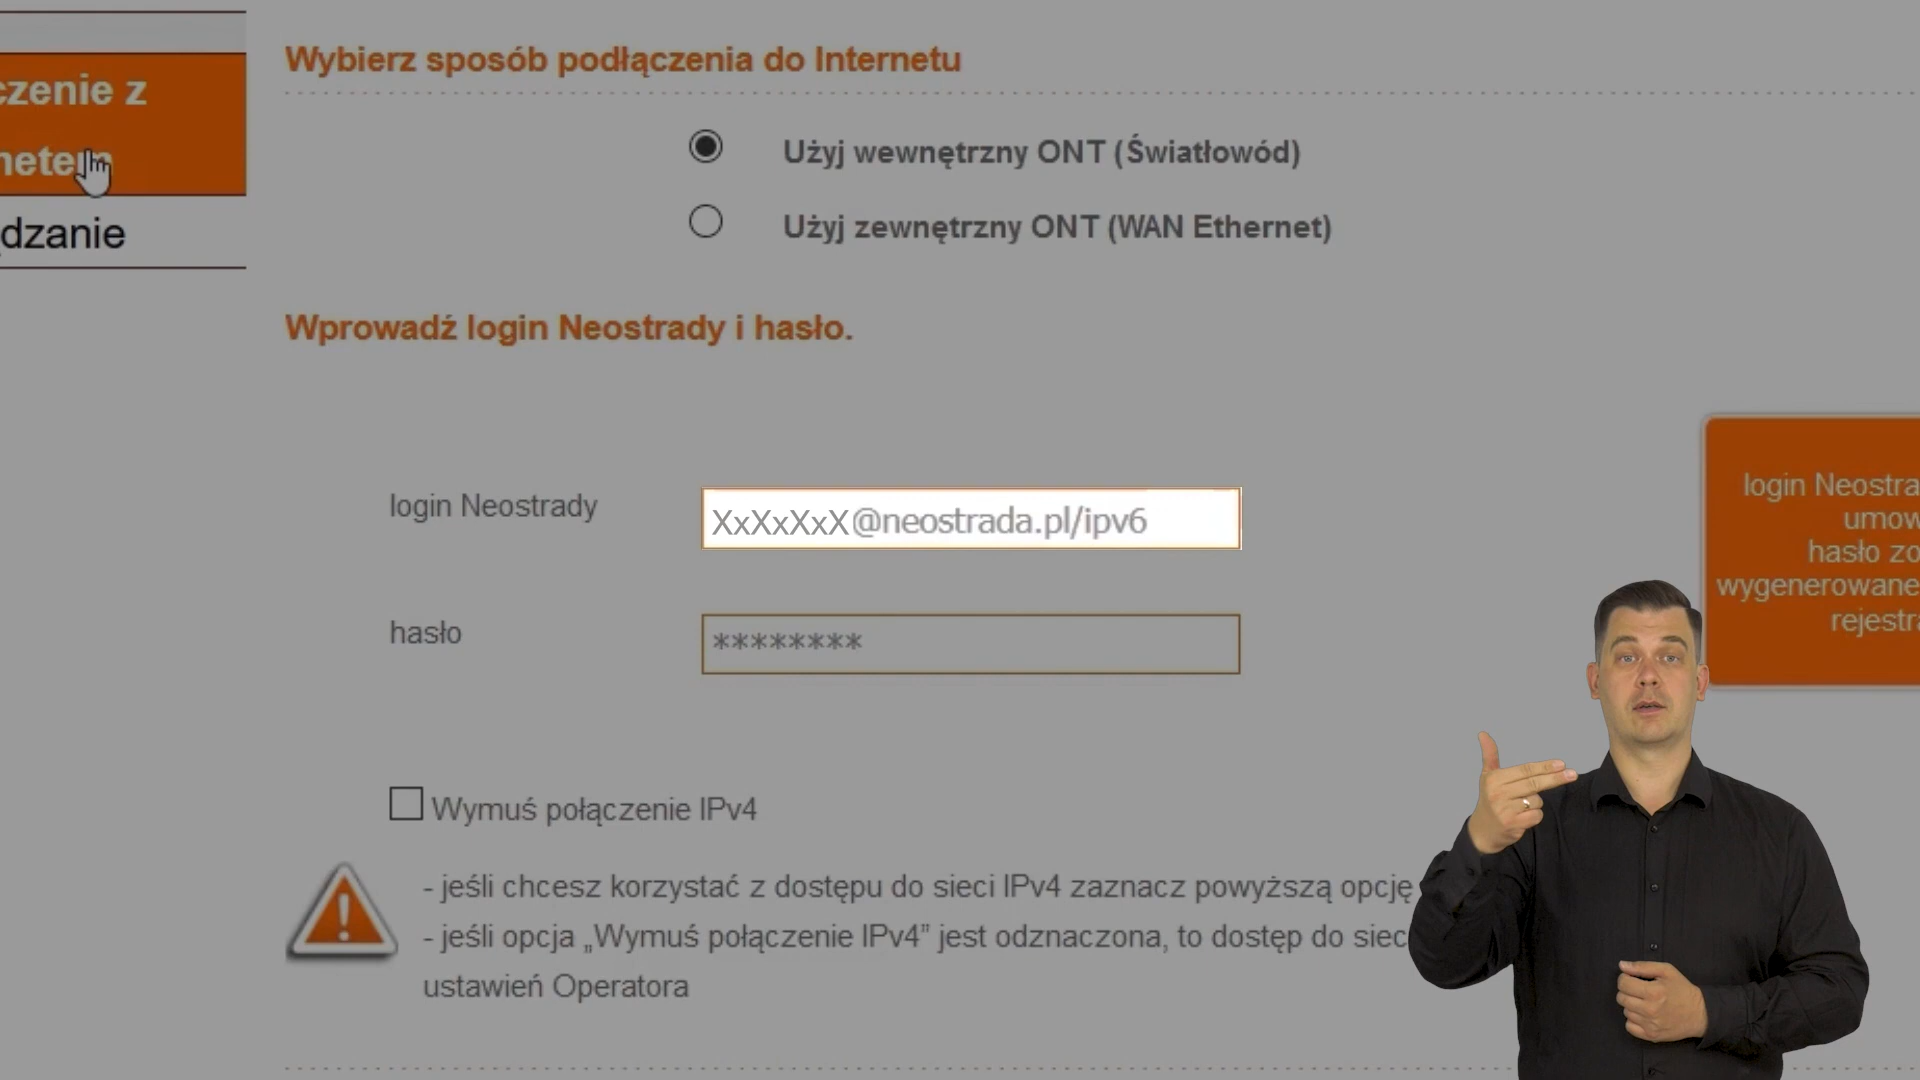 Wybierz sposób podłączenia do Internetu
czenie z
netem
dzanie
Użyj wewnętrzny ONT (Światłowód)
Użyj zewnętrzny ONT (WAN Ethernet)
Wprowadź login Neostrady i hasło.
login Neostrady
XxXxXxX@neostrada.pl/ipv6
hasło
********
login Neostra
umow
hasło zo
wygenerowane
rejestra
Wymuś połączenie IPv4
- jeśli chcesz korzystać z dostępu do sieci IPv4 zaznacz powyższą opcję
- jeśli opcja „Wymuś połączenie IPv4” jest odznaczona, to dostęp do siec
ustawień Operatora